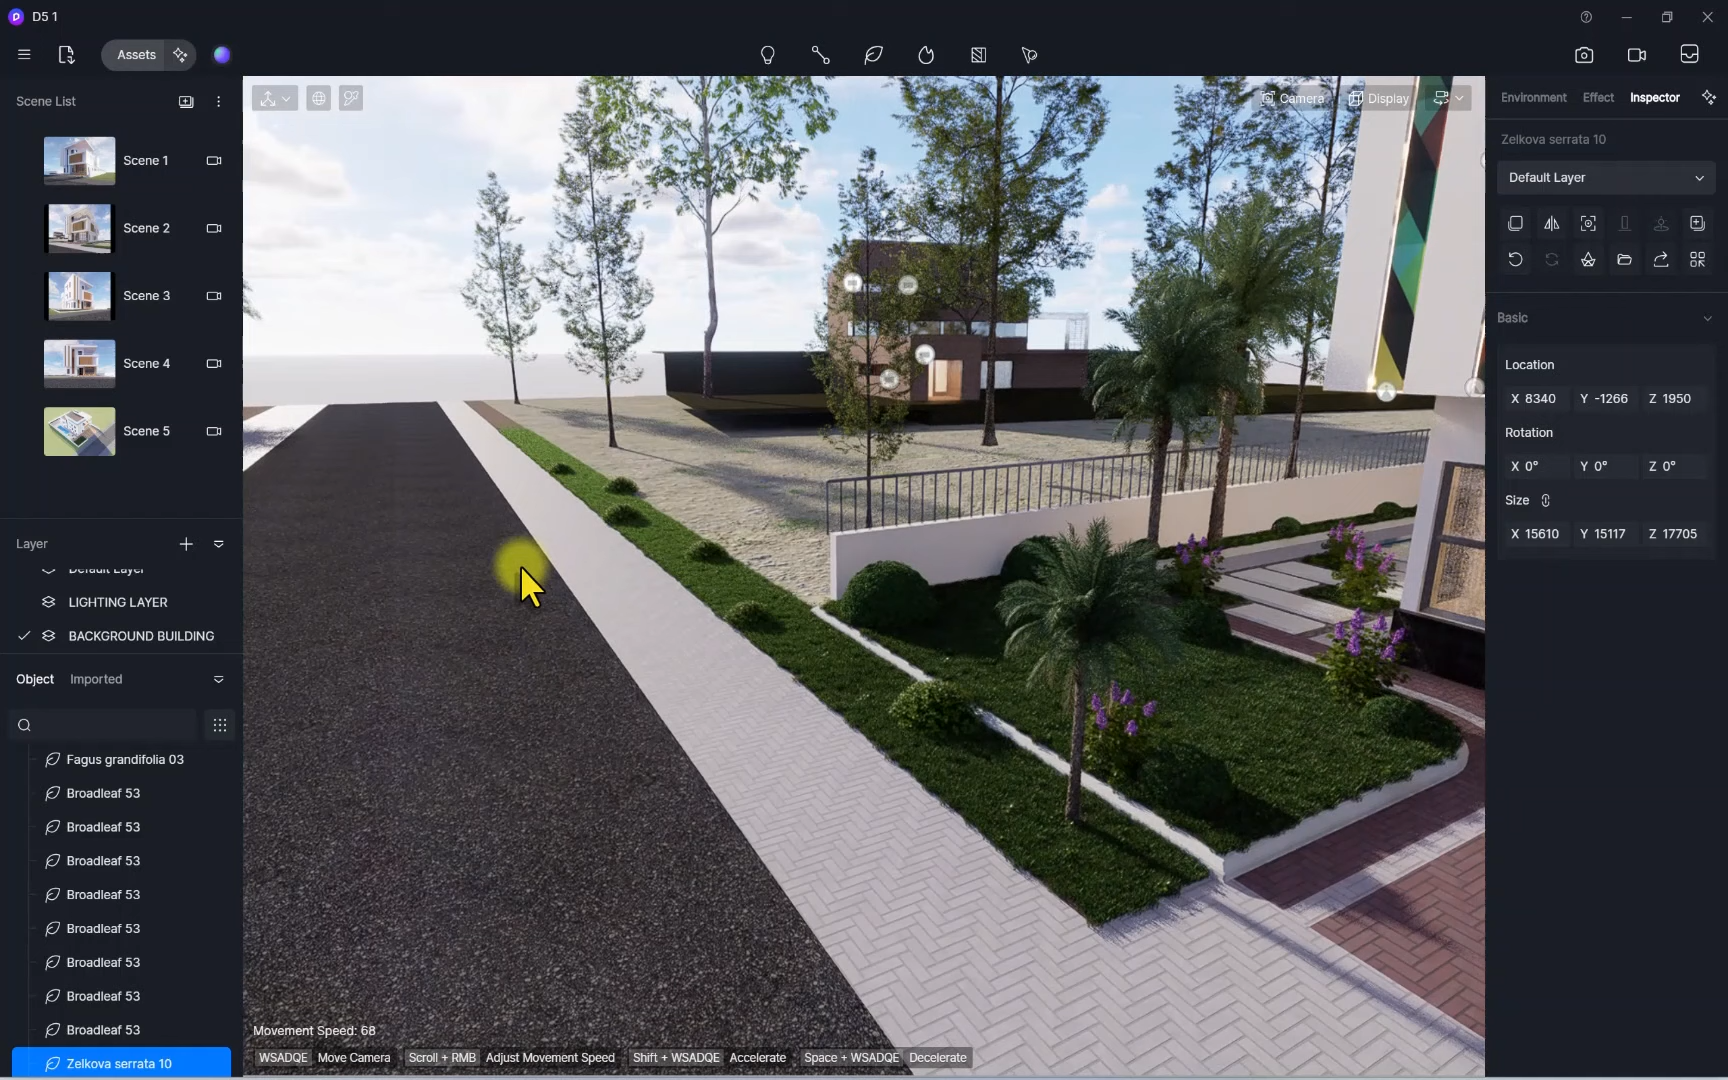 D5 1
Assets
Scene List
Scene 1
Scene 2
Scene 3
Scene 4
Scene 5
Layer
Default Layer
LIGHTING LAYER
BACKGROUND BUILDING
Object Imported
Fagus grandifolia 03
Broadleaf 53
Broadleaf 53
Broadleaf 53
Broadleaf 53
Broadleaf 53
Broadleaf 53
Broadleaf 53
Broadleaf 53
Zelkova serrata 10
Camera Display
Movement Speed: 68
WSADQE Move Camera Scroll + RMB Adjust Movement Speed Shift + WSADQE Accelerate Space + WSADQE Decelerate
Environment Effect Inspector
Zelkova serrata 10
Default Layer
Basic
Location
X 8340 Y -1266 Z 1950
Rotation
X 0° Y 0° Z 0°
Size
X 15610 Y 15117 Z 17705